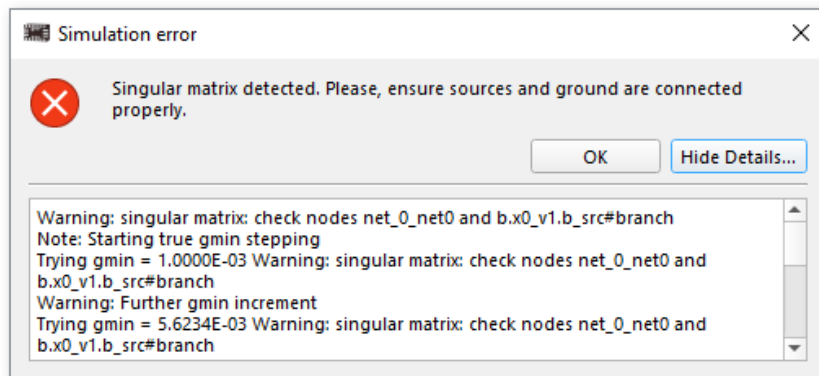 Simulation error
Singular matrix detected. Please, ensure sources and ground are connected
properly.
OK
Hide Details...
Warning: singular matrix: check nodes net_0_net0 and b.x0_v1.b_src#branch
Note: Starting true gmin stepping
Trying gmin = 1.0000E-03 Warning: singular matrix: check nodes net_0_net0 and
b.x0_v1.b_src#branch
Warning: Further gmin increment
Trying gmin = 5.6234E-03 Warning: singular matrix: check nodes net_0_net0 and
b.x0_v1.b_src#branch